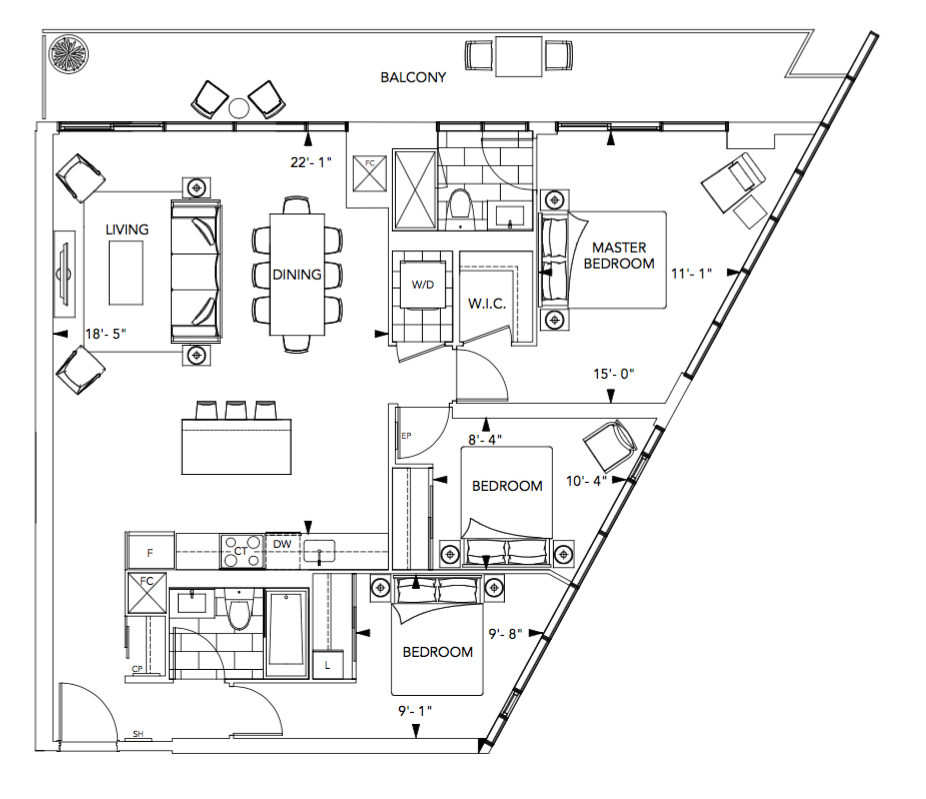 BALCONY
22'- 1"
FC
LIVING
DINING
W/D
W.I.C.
MASTER
BEDROOM
11'- 1"
18'- 5"
15'- 0"
EP
8'- 4"
BEDROOM
10'- 4"
F
CT
DW
FC
CP
L
BEDROOM
9'- 8"
9'- 1"
SH